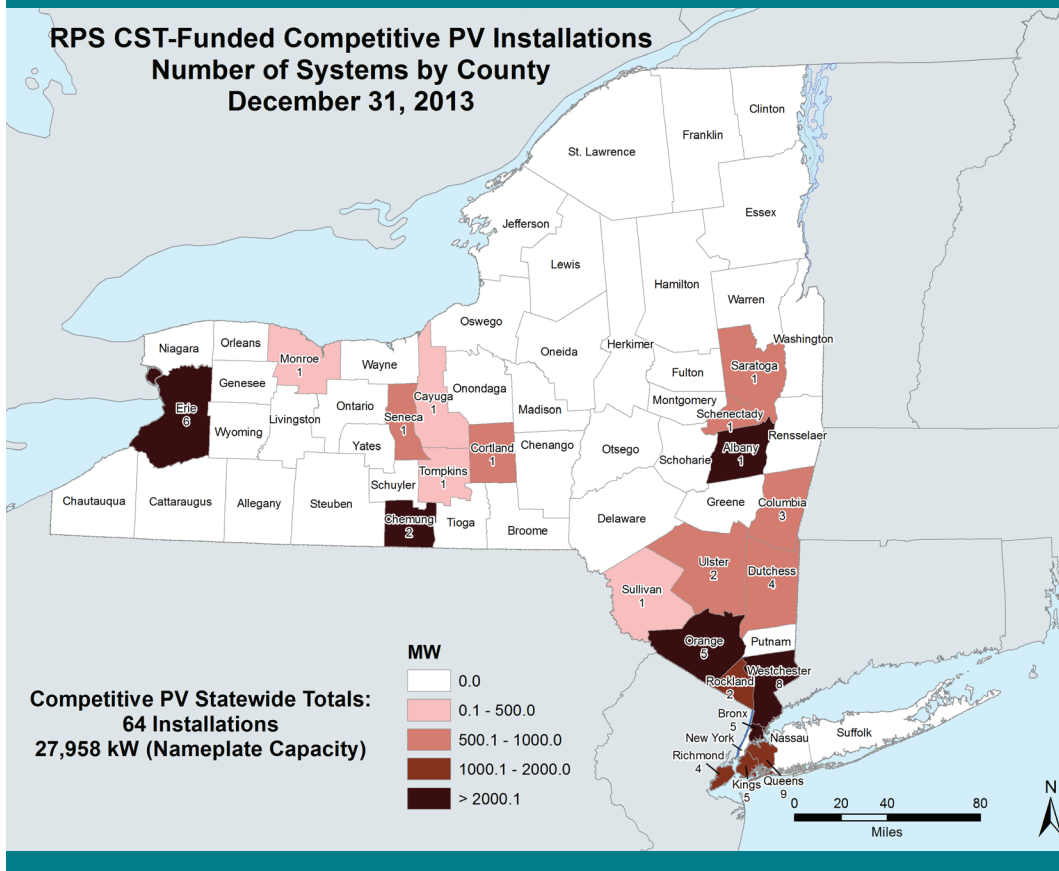 RPS CST-Funded Competitive PV Installations
Number of Systems by County
December 31, 2013
Clinton
Franklin
St. Lawrence
Essex
Jefferson
Lewis
Hamilton
Warren
Washington
Oswego
Oneida
Herkimer
Fulton
Saratoga
1
Niagara
Orleans
Monroe
1
Wayne
Cayuga
1
Onondaga
Madison
Montgomery
Schenectady
1
Genesee
Erie
6
Wyoming
Livingston
Ontario
Seneca
1
Yates
Cortland
1
Chenango
Otsego
Schoharie
Albany
1
Rensselaer
Tompkins
1
Schuyler
Chautauqua
Cattaraugus
Allegany
Steuben
Chemung
2
Tioga
Broome
Delaware
Greene
Columbia
3
Ulster
2
Dutchess
4
Sullivan
1
Orange
5
Putnam
Westchester
8
Rockland
2
Bronx
5
New York
Nassau
Suffolk
Richmond
4
Kings
5
Queens
9
MW
0.0
0.1 - 500.0
500.1 - 1000.0
1000.1 - 2000.0
> 2000.1
Competitive PV Statewide Totals:
64 Installations
27,958 kW (Nameplate Capacity)
N
0 20 40 80
Miles